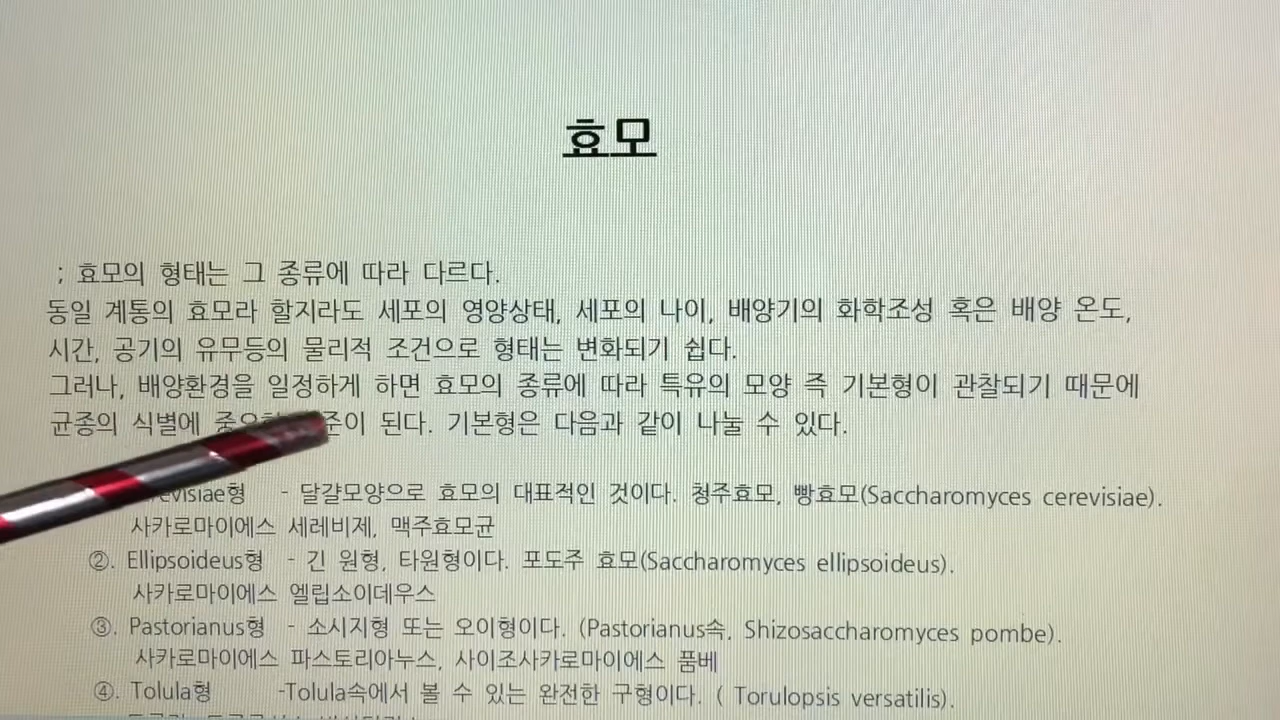 효모
; 효모의 형태는 그 종류에 따라 다르다.
동일 계통의 효모라 할지라도 세포의 영양상태, 세포의 나이, 배양기의 화학조성 혹은 배양 온도,
시간, 공기의 유무등의 물리적 조건으로 형태는 변화되기 쉽다.
그러나, 배양환경을 일정하게 하면 효모의 종류에 따라 특유의 모양 즉 기본형이 관찰되기 때문에
균종의 식별에 된다. 기본형은 다음과 같이 나눌 수 있다.
- 달걀모양으로 효모의 대표적인 것이다. 청주효모, 빵효모(Saccharomyces cerevisiae).
사카로마이에스 세레비제, 맥주효모균
②. Ellipsoideus형 - 긴 원형, 타원형이다. 포도주 효모(Saccharomyces ellipsoideus).
사카로마이에스 엘립소이데우스
③. Pastorianus형 - 소시지형 또는 오이형이다. (Pastorianus속, Shizosaccharomyces pombe).
사카로마이에스 파스토리아누스, 사이조사카로마이에스 품베
④. Tolula형 -Tolula속에서 볼 수 있는 완전한 구형이다. ( Torulopsis versatilis).